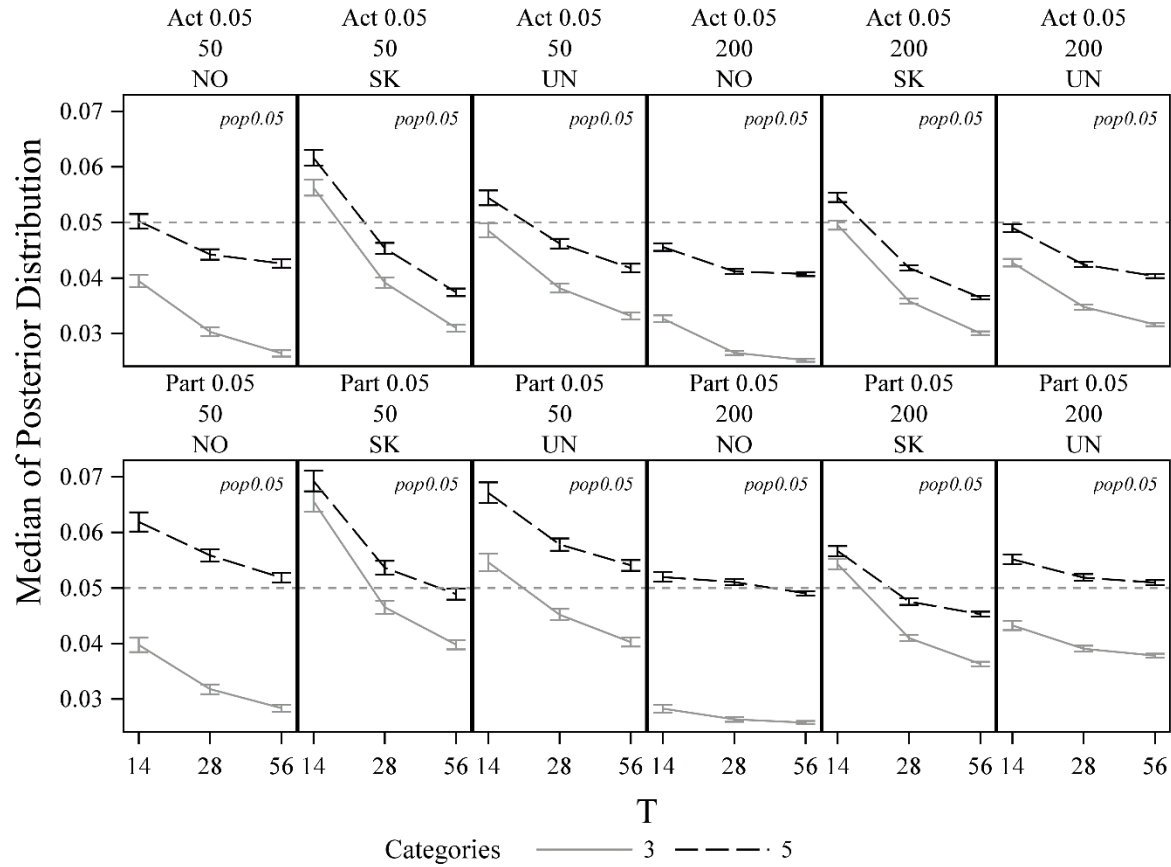 Act 0.05 Act 0.05 Act 0.05 Act 0.05 Act 0.05 Act 0.05
50 50 50 200 200 200
NO SK UN NO SK UN
pop0.05 pop0.05 pop0.05 pop0.05 pop0.05 pop0.05
0.07
0.06
0.05
0.04
0.03
Median of Posterior Distribution
Part 0.05 Part 0.05 Part 0.05 Part 0.05 Part 0.05 Part 0.05
50 50 50 200 200 200
NO SK UN NO SK UN
pop0.05 pop0.05 pop0.05 pop0.05 pop0.05 pop0.05
0.07
0.06
0.05
0.04
0.03
14 28 56 14 28 56 14 28 56 14 28 56 14 28 56 14 28 56
T
Categories 3 5